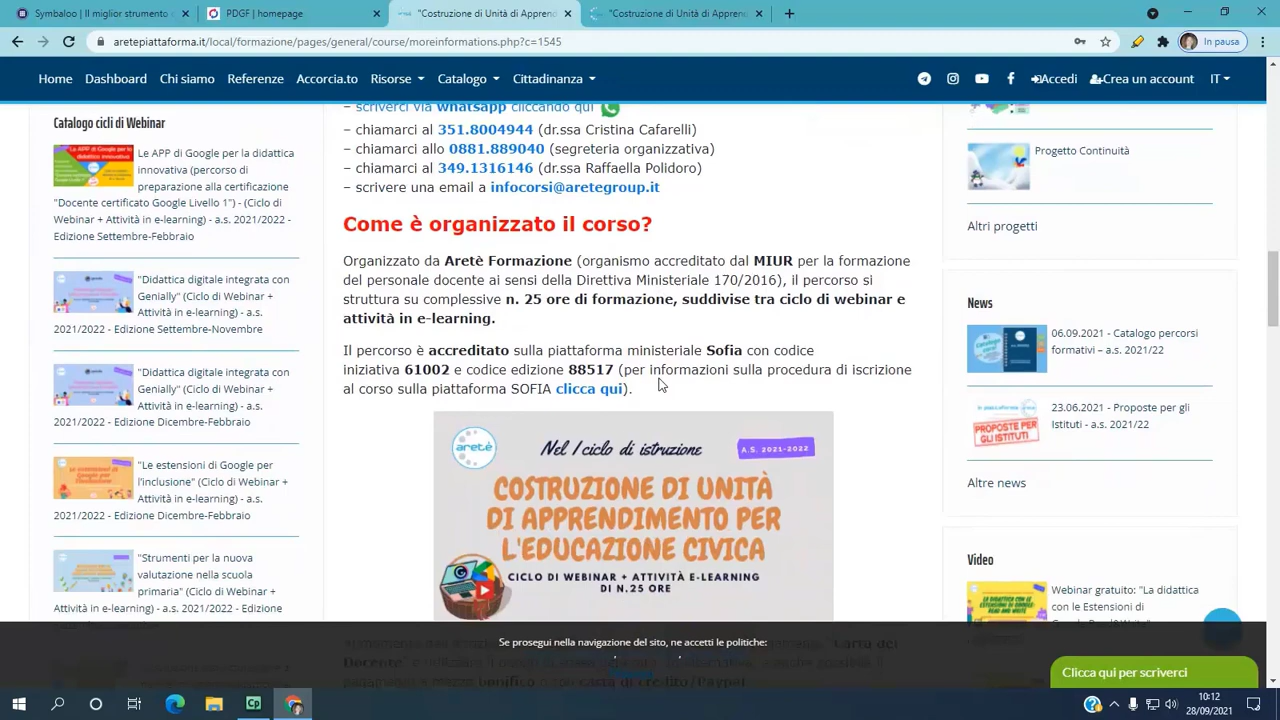 Symbaloo | Il miglior strumento d
PDGF | homepage
"Costruzione di Unità di Apprend
"Costruzione di Unità di Apprend
aretepiattaforma.it/local/formazione/pages/general/course/moreinformations.php?c=1545
In pausa
Home Dashboard Chi siamo Referenze Accorcia.to Risorse Catalogo Cittadinanza
Accedi Crea un account IT
Catalogo cicli di Webinar
Le APP di Google per la didattica
innovativa (percorso di
preparazione alla certificazione
"Docente certificato Google Livello 1") - (Ciclo di
Webinar + Attività in e-learning) - a.s. 2021/2022 -
Edizione Settembre-Febbraio
"Didattica digitale integrata con
Genially" (Ciclo di Webinar +
Attività in e-learning) - a.s.
2021/2022 - Edizione Settembre-Novembre
"Didattica digitale integrata con
Genially" (Ciclo di Webinar +
Attività in e-learning) - a.s.
2021/2022 - Edizione Dicembre-Febbraio
"Le estensioni di Google per
l'inclusione" (Ciclo di Webinar +
Attività in e-learning) - a.s.
2021/2022 - Edizione Dicembre-Febbraio
"Strumenti per la nuova
valutazione nella scuola
primaria" (Ciclo di Webinar +
Attività in e-learning) - a.s. 2021/2022 - Edizione
– scriverci via whatsapp cliccando qui
– chiamarci al 351.8004944 (dr.ssa Cristina Cafarelli)
– chiamarci allo 0881.889040 (segreteria organizzativa)
– chiamarci al 349.1316146 (dr.ssa Raffaella Polidoro)
– scrivere una email a infocorsi@aretegroup.it
Come è organizzato il corso?
Organizzato da Aretè Formazione (organismo accreditato dal MIUR per la formazione
del personale docente ai sensi della Direttiva Ministeriale 170/2016), il percorso si
struttura su complessive n. 25 ore di formazione, suddivise tra ciclo di webinar e
attività in e-learning.
Il percorso è accreditato sulla piattaforma ministeriale Sofia con codice
iniziativa 61002 e codice edizione 88517 (per informazioni sulla procedura di iscrizione
al corso sulla piattaforma SOFIA clicca qui).
aretè
Nel I ciclo di istruzione
A.S. 2021-2022
COSTRUZIONE DI UNITÀ
DI APPRENDIMENTO PER
L'EDUCAZIONE CIVICA
CICLO DI WEBINAR + ATTIVITÀ E-LEARNING
DI N.25 ORE
Progetto Continuità
Altri progetti
News
06.09.2021 - Catalogo percorsi
formativi – a.s. 2021/22
PROPOSTE PER
GLI ISTITUTI
23.06.2021 - Proposte per gli
Istituti - a.s. 2021/22
Altre news
Video
Webinar gratuito: "La didattica
con le Estensioni di
Se prosegui nella navigazione del sito, ne accetti le politiche:
Clicca qui per scriverci
10:12
28/09/2021